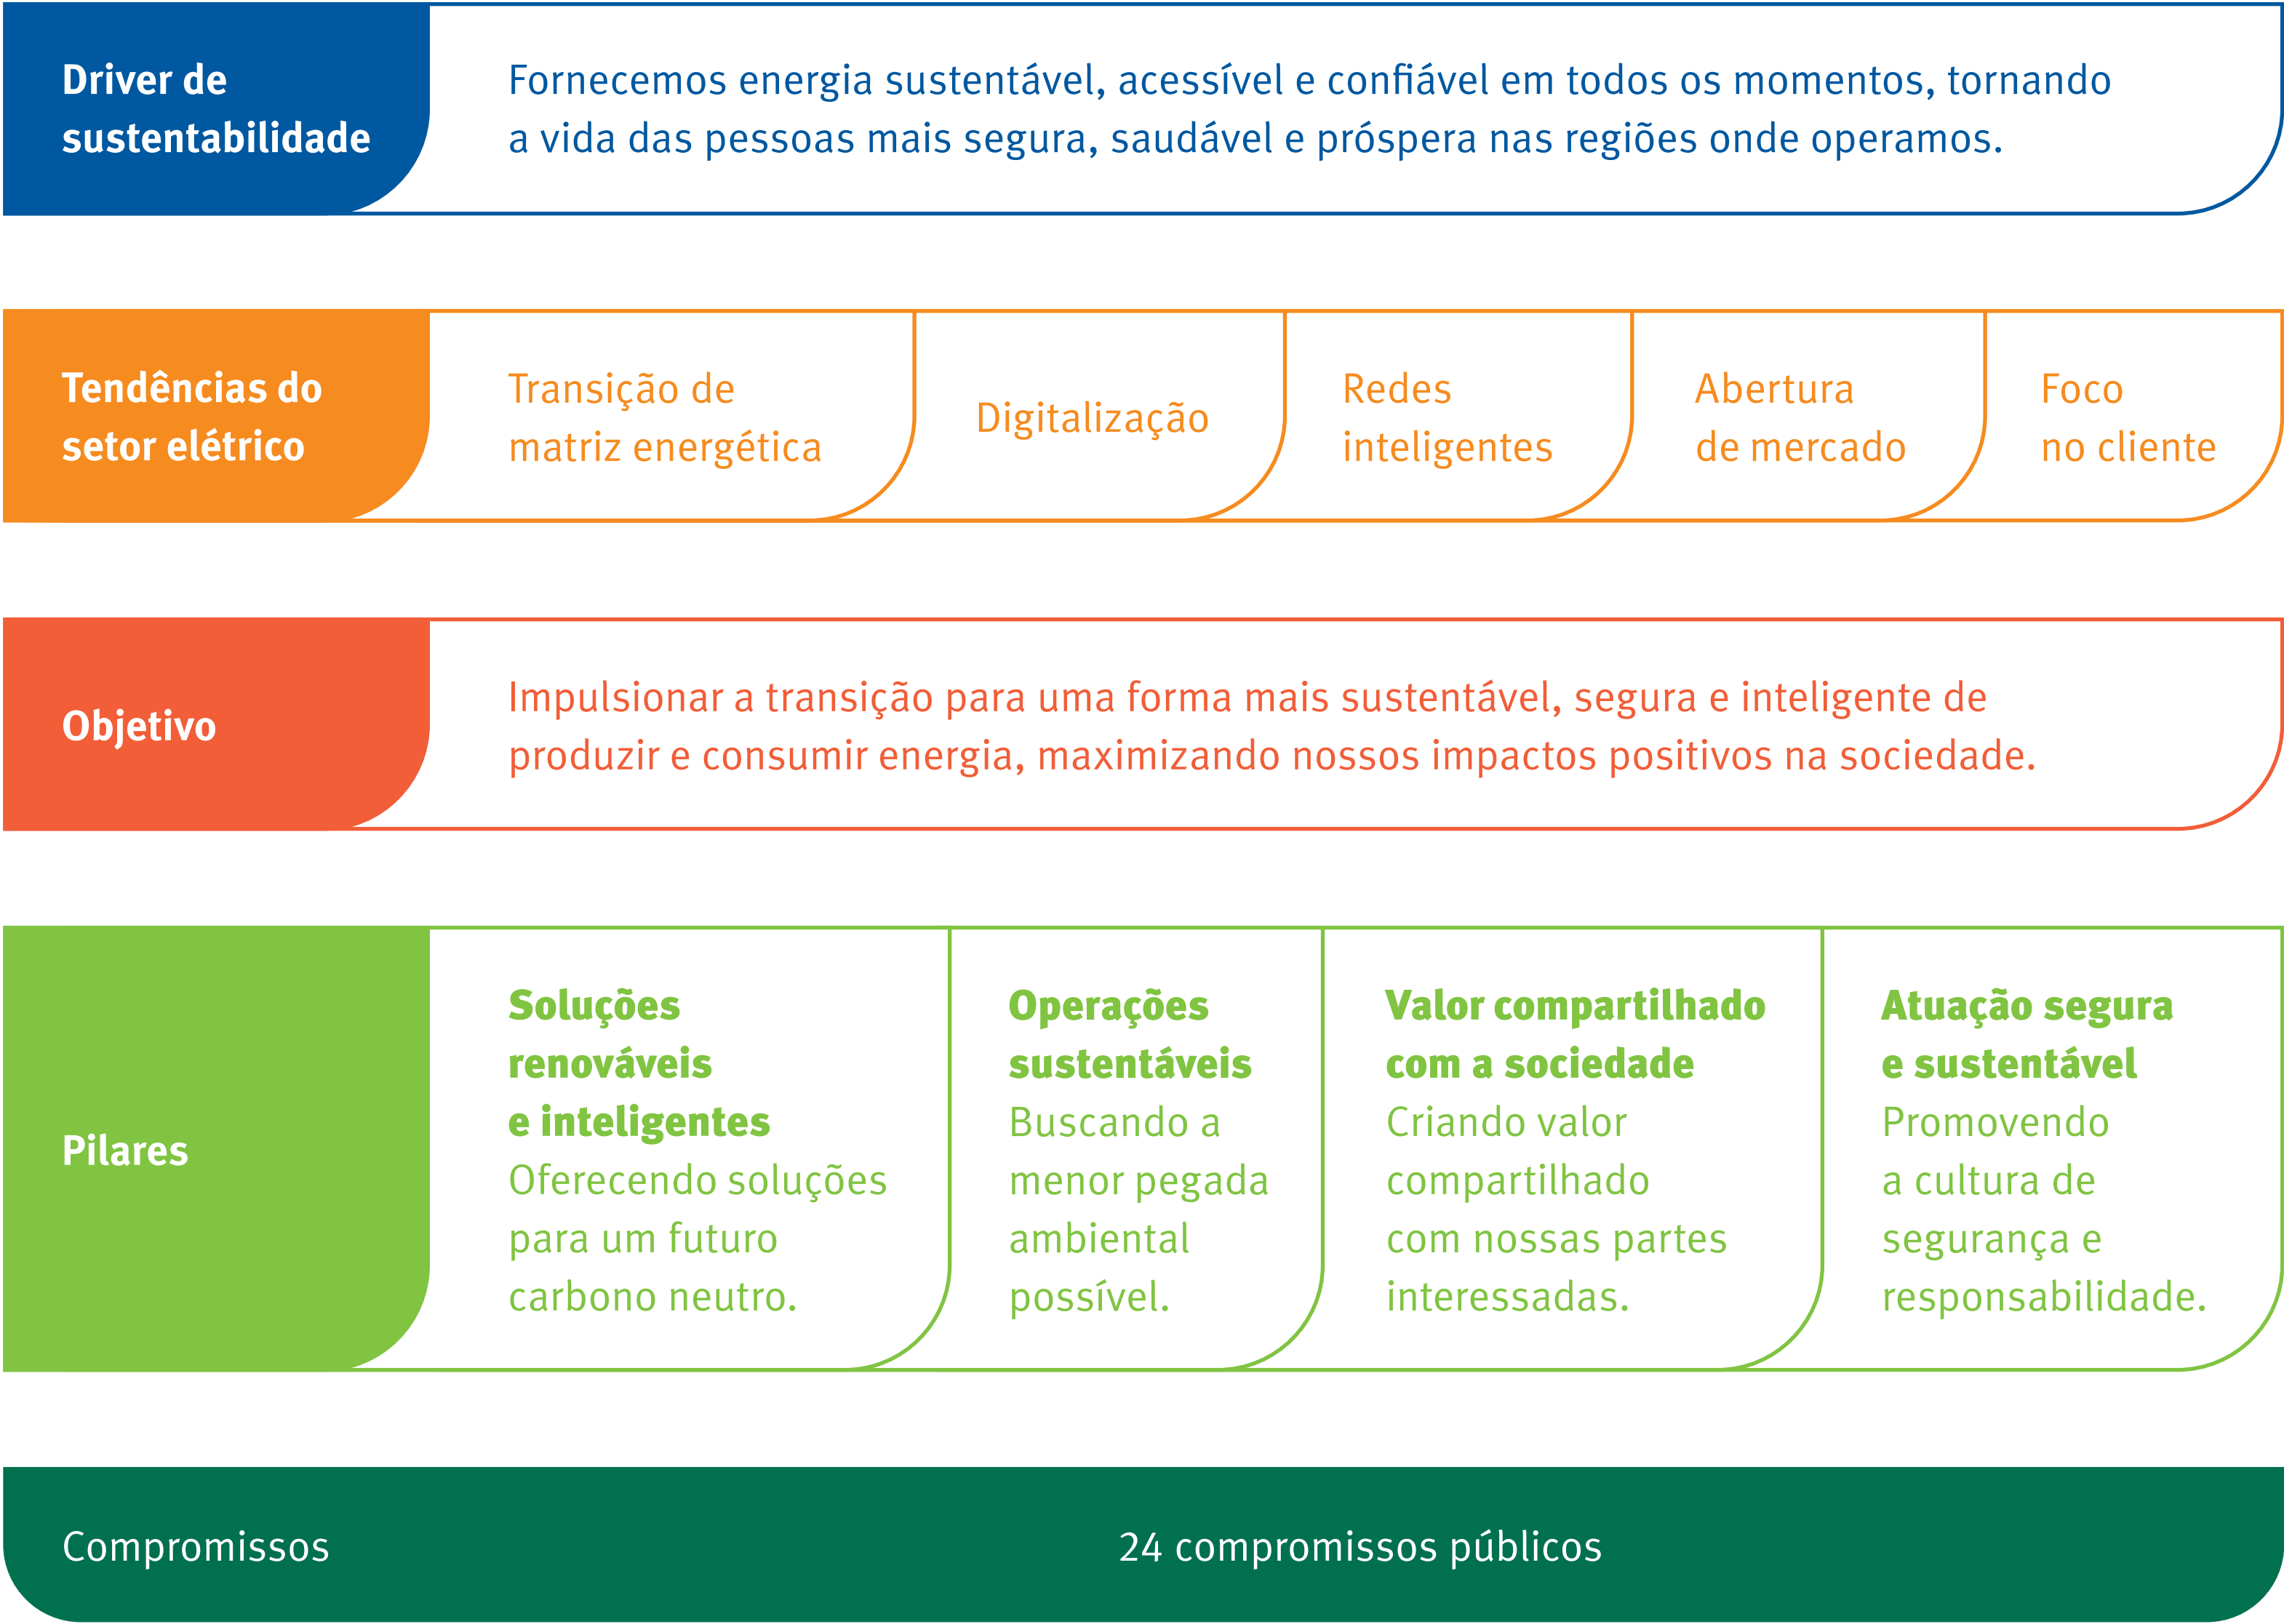 Driver de
sustentabilidade
Fornecemos energia sustentável, acessível e confiável em todos os momentos, tornando
a vida das pessoas mais segura, saudável e próspera nas regiões onde operamos.
Tendências do
setor elétrico
Transição de
matriz energética
Digitalização
Redes
inteligentes
Abertura
de mercado
Foco
no cliente
Objetivo
Impulsionar a transição para uma forma mais sustentável, segura e inteligente de
produzir e consumir energia, maximizando nossos impactos positivos na sociedade.
Pilares
Soluções
renováveis
e inteligentes
Oferecendo soluções
para um futuro
carbono neutro.
Operações
sustentáveis
Buscando a
menor pegada
ambiental
possível.
Valor compartilhado
com a sociedade
Criando valor
compartilhado
com nossas partes
interessadas.
Atuação segura
e sustentável
Promovendo
a cultura de
segurança e
responsabilidade.
Compromissos
24 compromissos públicos